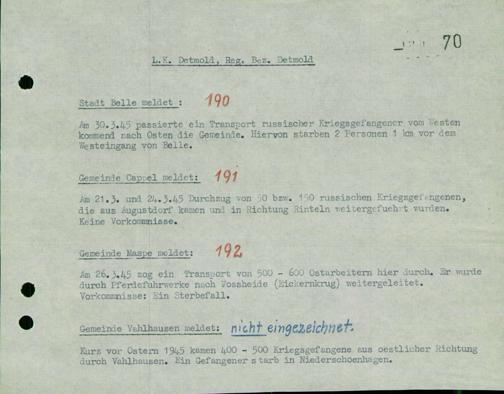 70
L.K. Detmold, Reg. Bez. Detmold
Stadt Belle meldet : 190
Am 30.3.45 passierte ein Transport russischer Kriegsgefangener vom Westen
kommend nach Osten die Gemeinde. Hiervon starben 2 Personen 1 km vor dem
Westeingang von Belle.
Gemeinde Cappel meldet: 191
Am 21.3. und 24.3.45 Durchzug von 50 bzw. 150 russischen Kriegsgefangenen,
die aus Augustdorf kamen und in Richtung Rinteln weitergefuehrt wurden.
Keine Vorkommnisse.
Gemeinde Maspe meldet: 192
Am 26.3.45 zog ein Transport von 500 - 600 Ostarbeitern hier durch. Er wurde
durch Pferdefuhrwerke nach Wossheide (Eickernkrug) weitergeleitet.
Vorkommnisse: Ein Sterbefall.
Gemeinde Vahlhausen meldet: nicht eingezeichnet.
Kurz vor Ostern 1945 kamen 400 - 500 Kriegsgefangene aus oestlicher Richtung
durch Vahlhausen. Ein Gefangener starb in Niederschoenhagen.